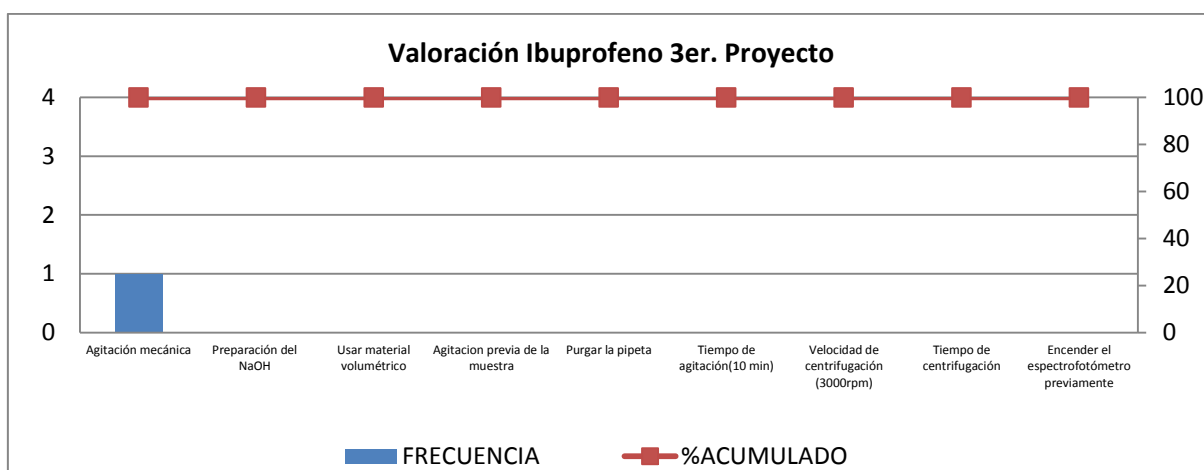 Valoración Ibuprofeno 3er. Proyecto
4
3
2
1
0
100
80
60
40
20
0
Agitación mecánica
Preparación del
NaOH
Usar material
volumétrico
Agitacion previa de la
muestra
Purgar la pipeta
Tiempo de
agitación(10 min)
Velocidad de
centrifugación
(3000rpm)
Tiempo de
centrifugación
Encender el
espectrofotómetro
previamente
FRECUENCIA
%ACUMULADO